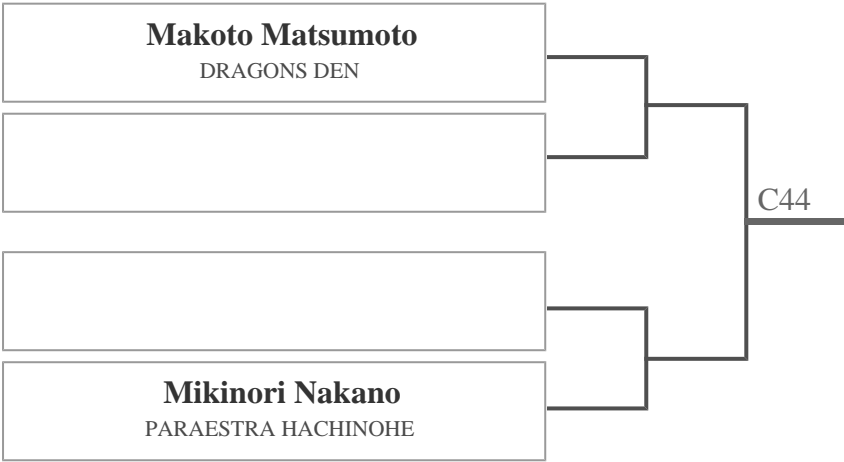 Makoto Matsumoto
DRAGONS DEN
C44
Mikinori Nakano
PARAESTRA HACHINOHE